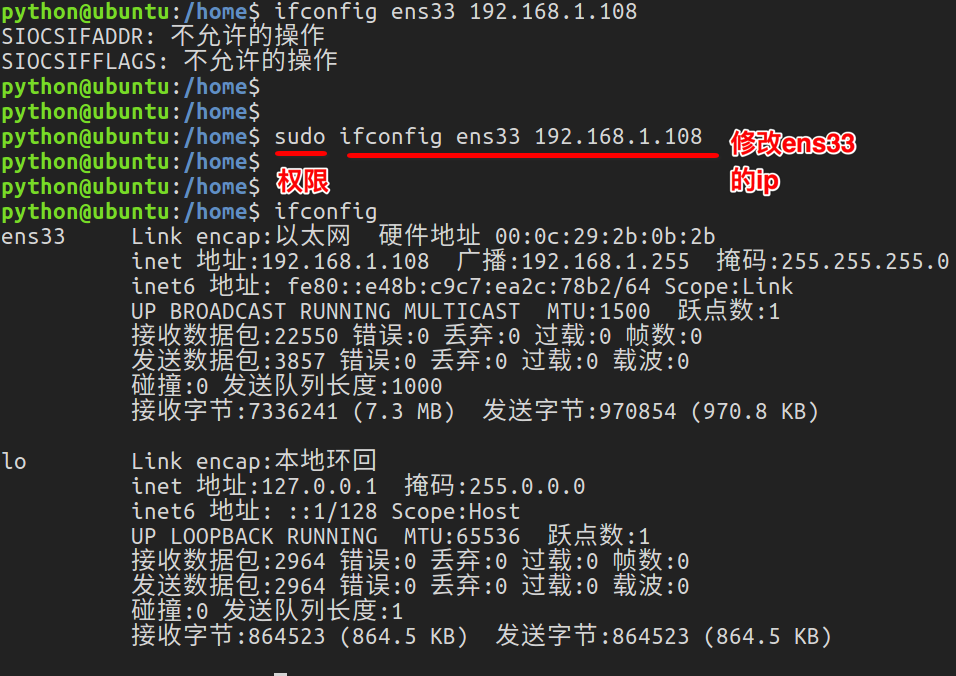 python@ubuntu:/home$ ifconfig ens33 192.168.1.108
SIOCSIFADDR: 不允许的操作
SIOCSIFFLAGS: 不允许的操作
python@ubuntu:/home$
python@ubuntu:/home$
python@ubuntu:/home$ sudo ifconfig ens33 192.168.1.108 修改ens33
python@ubuntu:/home$
python@ubuntu:/home$ 权限 的ip
python@ubuntu:/home$ ifconfig
ens33 Link encap:以太网 硬件地址 00:0c:29:2b:0b:2b
inet 地址:192.168.1.108 广播:192.168.1.255 掩码:255.255.255.0
inet6 地址: fe80::e48b:c9c7:ea2c:78b2/64 Scope:Link
UP BROADCAST RUNNING MULTICAST MTU:1500 跃点数:1
接收数据包:22550 错误:0 丢弃:0 过载:0 帧数:0
发送数据包:3857 错误:0 丢弃:0 过载:0 载波:0
碰撞:0 发送队列长度:1000
接收字节:7336241 (7.3 MB) 发送字节:970854 (970.8 KB)
lo Link encap:本地环回
inet 地址:127.0.0.1 掩码:255.0.0.0
inet6 地址: ::1/128 Scope:Host
UP LOOPBACK RUNNING MTU:65536 跃点数:1
接收数据包:2964 错误:0 丢弃:0 过载:0 帧数:0
发送数据包:2964 错误:0 丢弃:0 过载:0 载波:0
碰撞:0 发送队列长度:1
接收字节:864523 (864.5 KB) 发送字节:864523 (864.5 KB)